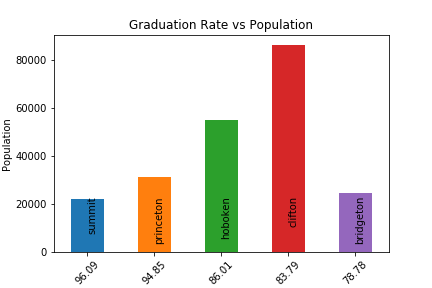 Graduation Rate vs Population
Population
80000
60000
40000
20000
0
summit
princeton
hoboken
clifton
bridgeton
96.09
94.85
86.01
83.79
78.78